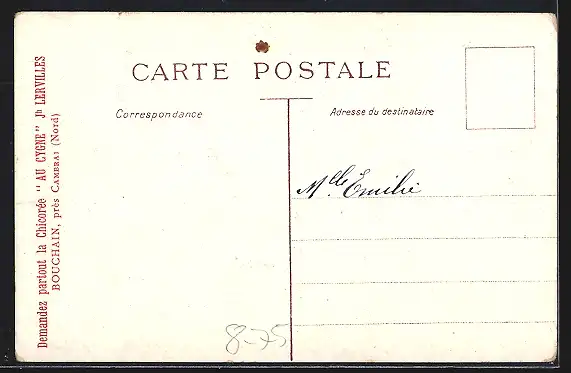 CARTE POSTALE
Correspondance
Adresse du destinataire
Mlle Emilie
8-75
Demandez partout la Chicorée "AU CYGNE" Jh LERVILLES
BOUCHAIN, près CAMBRAI (Nord)